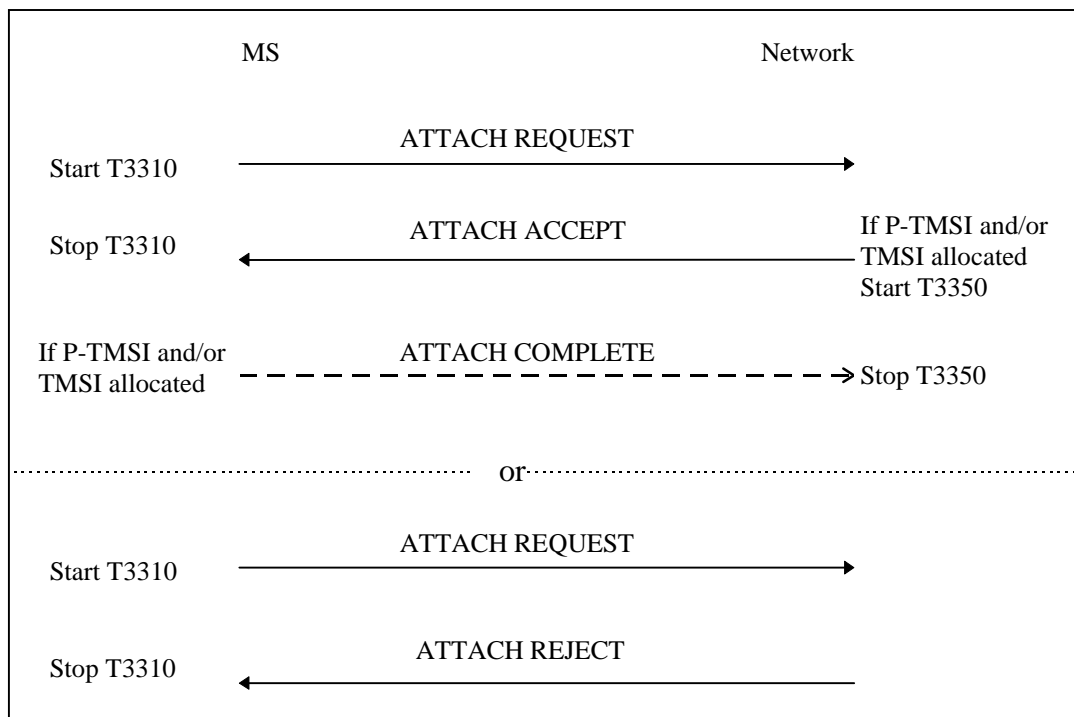 MS Network
ATTACH REQUEST
Start T3310
ATTACH ACCEPT
Stop T3310
If P-TMSI and/or
TMSI allocated
Start T3350
If P-TMSI and/or
TMSI allocated
ATTACH COMPLETE
Stop T3350
or
ATTACH REQUEST
Start T3310
ATTACH REJECT
Stop T3310